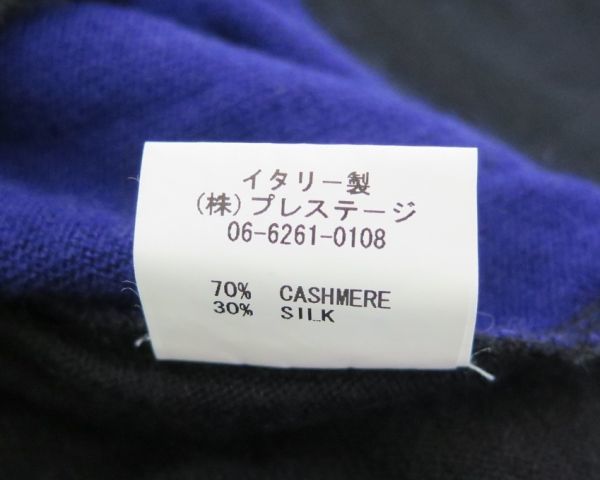 イタリー製
(株)プレステージ
06-6261-0108
70% CASHMERE
30% SILK